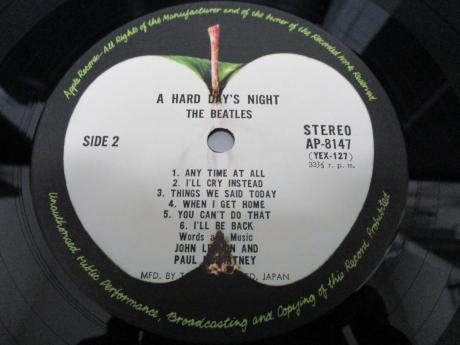 Apple Records-All Rights of the Manufacturer and of the Owner of the Recorded Work Reserved
A HARD DAY'S NIGHT
THE BEATLES
SIDE 2
STEREO
AP-8147
(YEX-127)
33⅓ r. p. m.
1. ANY TIME AT ALL
2. I'LL CRY INSTEAD
3. THINGS WE SAID TODAY
4. WHEN I GET HOME
5. YOU CAN'T DO THAT
6. I'LL BE BACK
Words and Music
JOHN LENNON AND
PAUL McCARTNEY
MFD. BY JAPAN
Unauthorised Public Performance, Broadcasting and Copying of this Record Prohibited